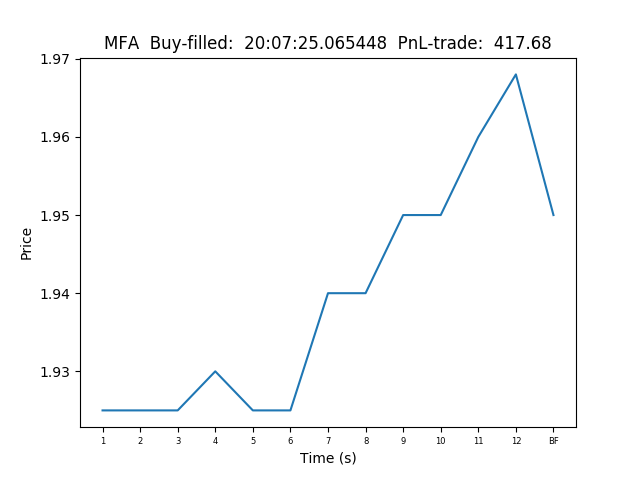 MFA  Buy-filled:  20:07:25.065448  PnL-trade:  417.68
1.97
1.96
1.95
1.94
1.93
Price
1 2 3 4 5 6 7 8 9 10 11 12 BF
Time (s)